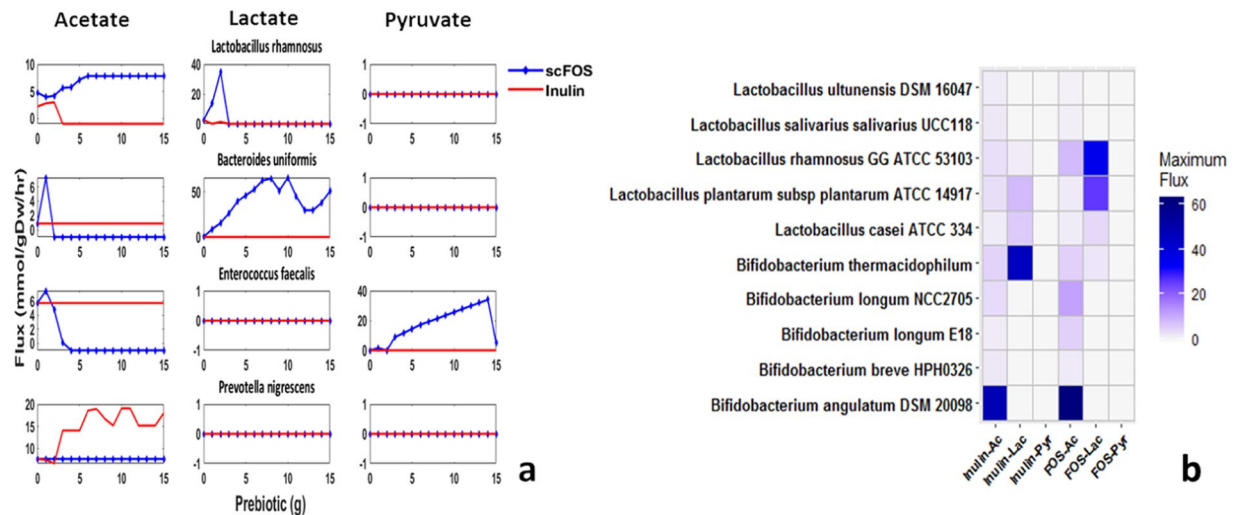 Acetate Lactate Pyruvate
Lactobacillus rhamnosus
scFOS
Inulin
10
5
0
0 5 10 15
40
20
0
0 5 10 15
1
0
-1
0 5 10 15
Bacteroides uniformis
6
4
2
0
0 5 10 15
50
0
0 5 10 15
1
0
-1
0 5 10 15
Enterococcus faecalis
6
4
2
0
0 5 10 15
1
0
-1
0 5 10 15
40
20
0
0 5 10 15
Prevotella nigrescens
20
15
10
0 5 10 15
1
0
-1
0 5 10 15
1
0
-1
0 5 10 15
Flux (mmol/gDw/hr)
Prebiotic (g)
a
Lactobacillus ultunensis DSM 16047
Lactobacillus salivarius salivarius UCC118
Lactobacillus rhamnosus GG ATCC 53103
Lactobacillus plantarum subsp plantarum ATCC 14917
Lactobacillus casei ATCC 334
Bifidobacterium thermacidophilum
Bifidobacterium longum NCC2705
Bifidobacterium longum E18
Bifidobacterium breve HPH0326
Bifidobacterium angulatum DSM 20098
Inulin-Ac
Inulin-Lac
Inulin-Pyr
FOS-Ac
FOS-Lac
FOS-Pyr
Maximum
Flux
60
40
20
0
b